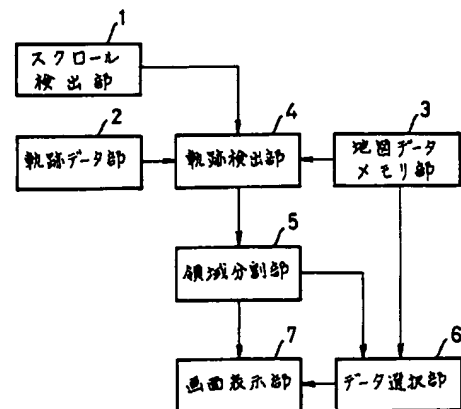 1
スクロール
検出部
2
軌跡データ部
4
軌跡検出部
3
地図データ
メモリ部
5
領域分割部
7
画面表示部
6
データ選択部